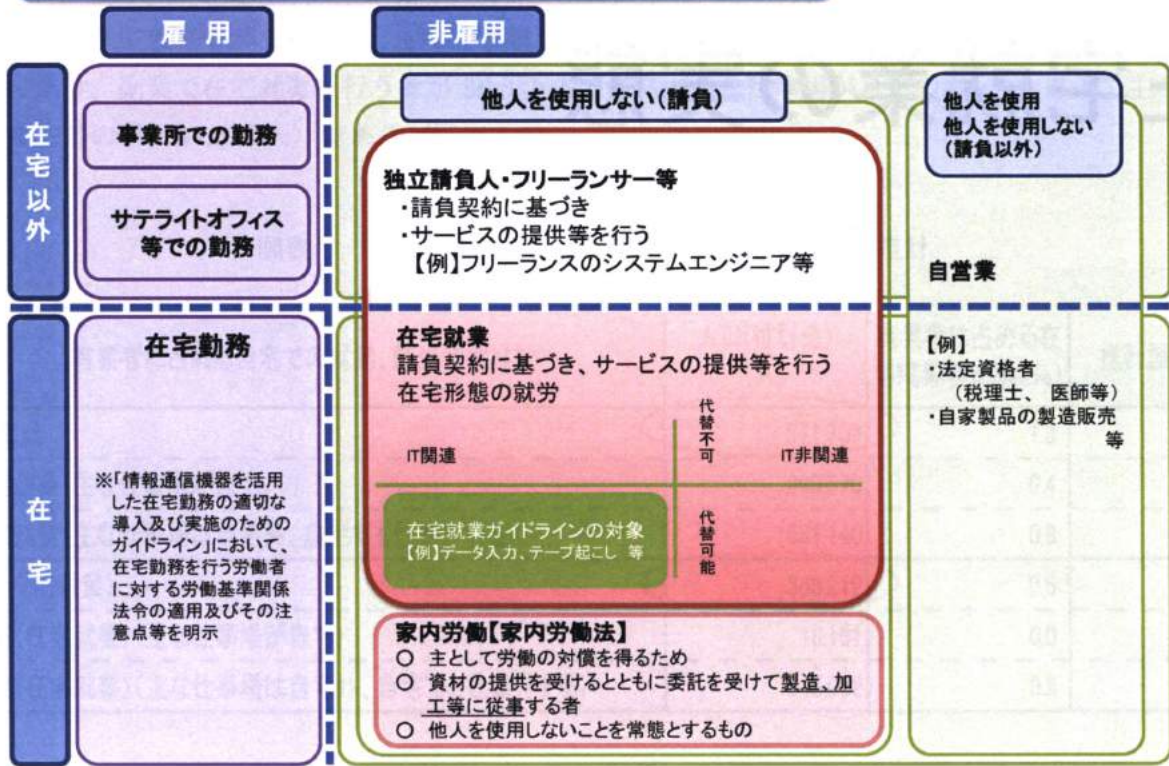 雇用
非雇用
在宅以外
事業所での勤務
サテライトオフィス
等での勤務
他人を使用しない(請負)
他人を使用
他人を使用しない
(請負以外)
独立請負人・フリーランサー等
・請負契約に基づき
・サービスの提供等を行う
【例】フリーランスのシステムエンジニア等
自営業
在宅
在宅勤務
※「情報通信機器を活用
した在宅勤務の適切な
導入及び実施のための
ガイドライン」において、
在宅勤務を行う労働者
に対する労働基準関係
法令の適用及びその注
意点等を明示
在宅就業
請負契約に基づき、サービスの提供等を行う
在宅形態の就労
代替不可
IT関連
IT非関連
在宅就業ガイドラインの対象
【例】データ入力、テープ起こし 等
代替可能
【例】
・法定資格者
(税理士、 医師等)
・自家製品の製造販売
等
家内労働【家内労働法】
○ 主として労働の対償を得るため
○ 資材の提供を受けるとともに委託を受けて製造、加
工等に従事する者
○ 他人を使用しないことを常態とするもの